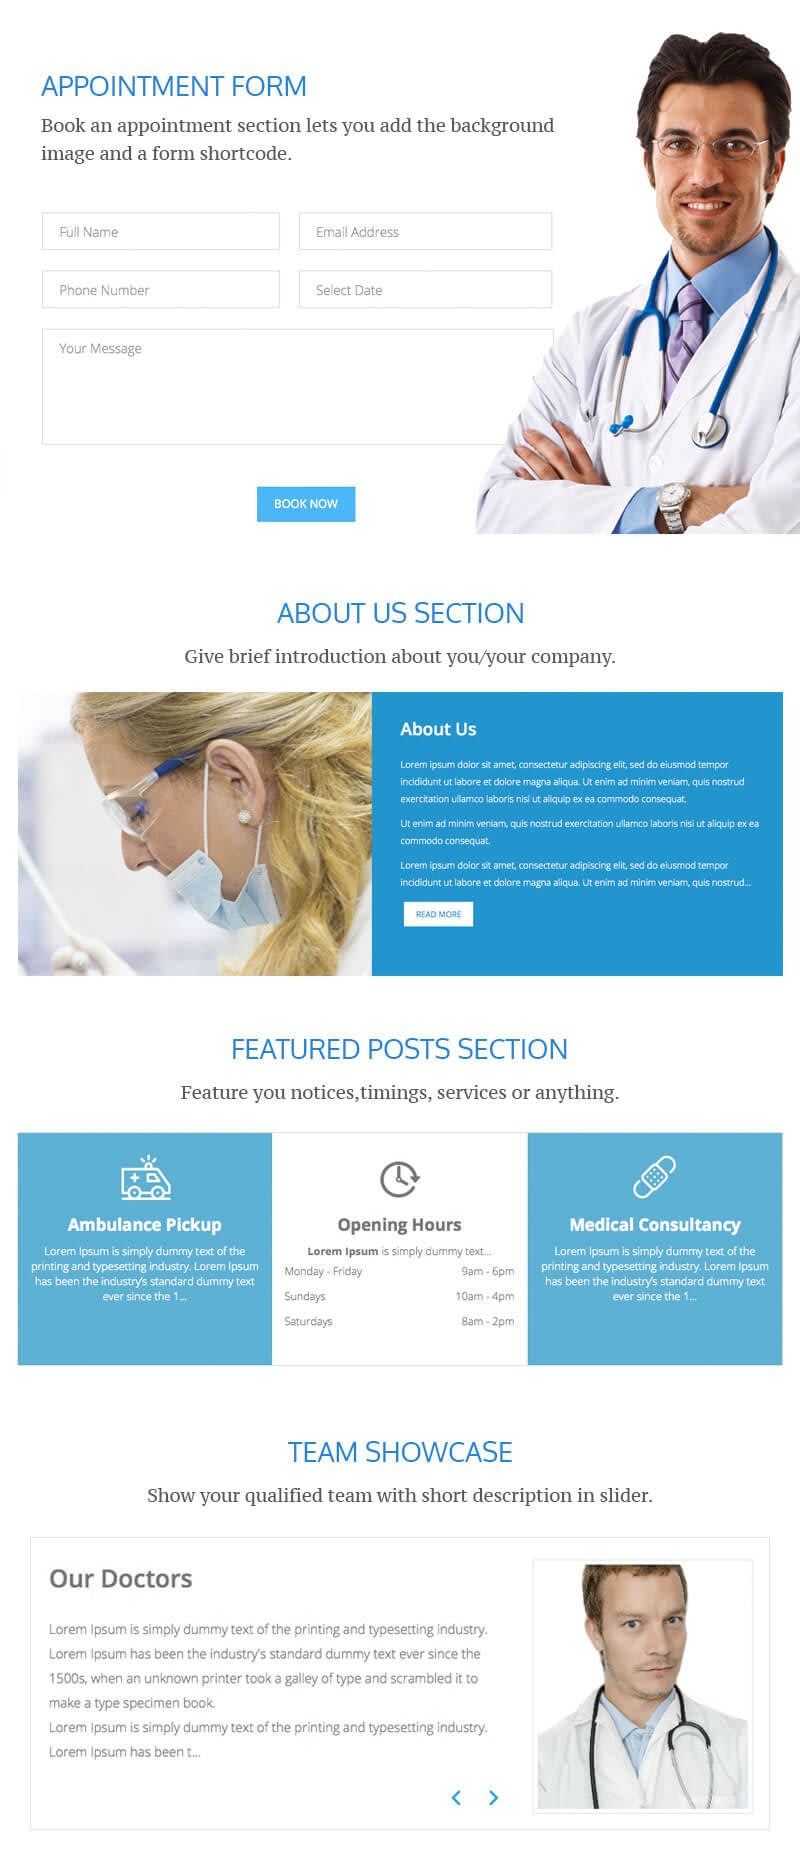 APPOINTMENT FORM
Book an appointment section lets you add the background
image and a form shortcode.
Full Name
Email Address
Phone Number
Select Date
Your Message
BOOK NOW
ABOUT US SECTION
Give brief introduction about you/your company.
About Us
Lorem ipsum dolor sit amet, consectetur adipiscing elit, sed do eiusmod tempor
incididunt ut labore et dolore magna aliqua. Ut enim ad minim veniam, quis nostrud
exercitation ullamco laboris nisi ut aliquip ex ea commodo consequat.
Ut enim ad minim veniam, quis nostrud exercitation ullamco laboris nisi ut aliquip ex ea
commodo consequat.
Lorem ipsum dolor sit amet, consectetur adipiscing elit, sed do eiusmod tempor
incididunt ut labore et dolore magna aliqua. Ut enim ad minim veniam, quis nostrud...
READ MORE
FEATURED POSTS SECTION
Feature you notices,timings, services or anything.
Ambulance Pickup
Lorem Ipsum is simply dummy text of the
printing and typesetting industry. Lorem Ipsum
has been the industry's standard dummy text
ever since the 1...
Opening Hours
Lorem Ipsum is simply dummy text...
Monday - Friday 9am - 6pm
Sundays 10am - 4pm
Saturdays 8am - 2pm
Medical Consultancy
Lorem Ipsum is simply dummy text of the
printing and typesetting industry. Lorem Ipsum
has been the industry's standard dummy text
ever since the 1...
TEAM SHOWCASE
Show your qualified team with short description in slider.
Our Doctors
Lorem Ipsum is simply dummy text of the printing and typesetting industry.
Lorem Ipsum has been the industry's standard dummy text ever since the
1500s, when an unknown printer took a galley of type and scrambled it to
make a type specimen book.
Lorem Ipsum is simply dummy text of the printing and typesetting industry.
Lorem Ipsum has been t...